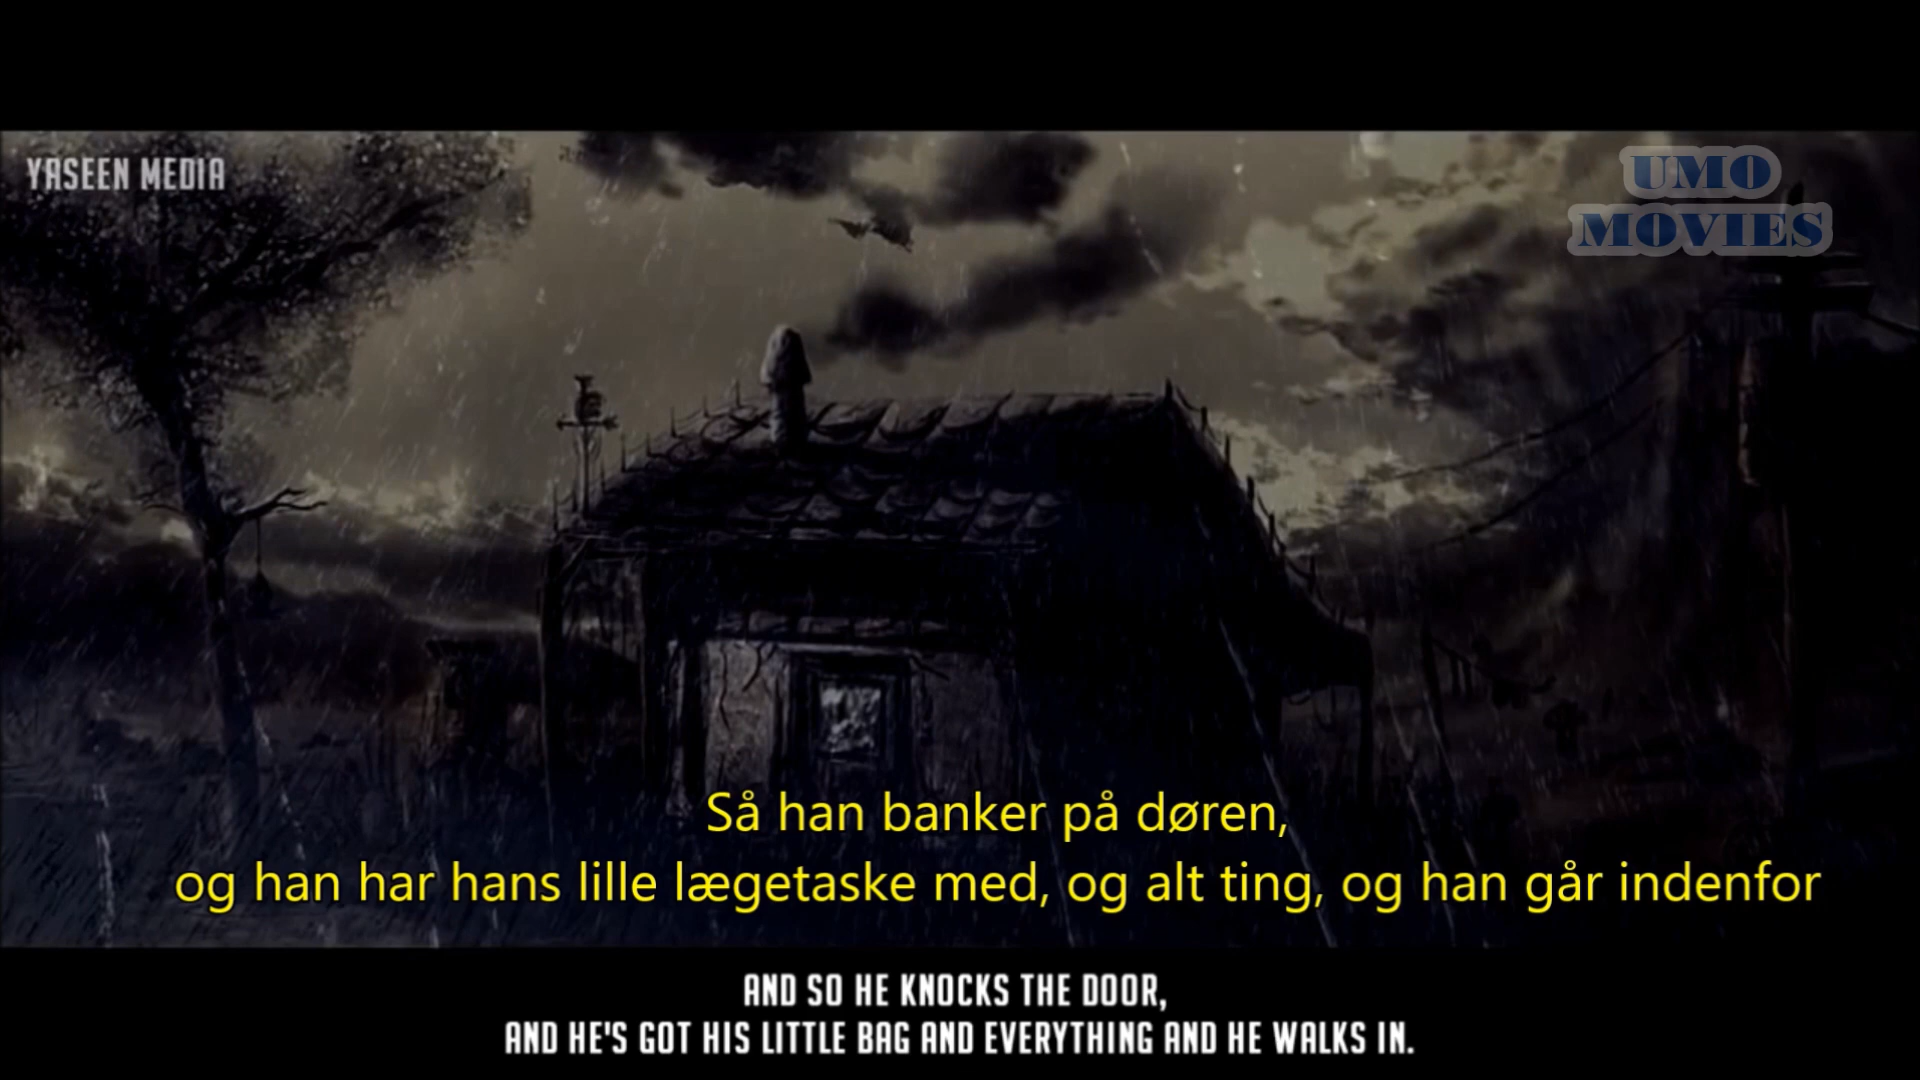 YASEEN MEDIA
UMO
MOVIES
Så han banker på døren,
og han har hans lille lægetaske med, og alt ting, og han går indenfor
AND SO HE KNOCKS THE DOOR,
AND HE'S GOT HIS LITTLE BAG AND EVERYTHING AND HE WALKS IN.